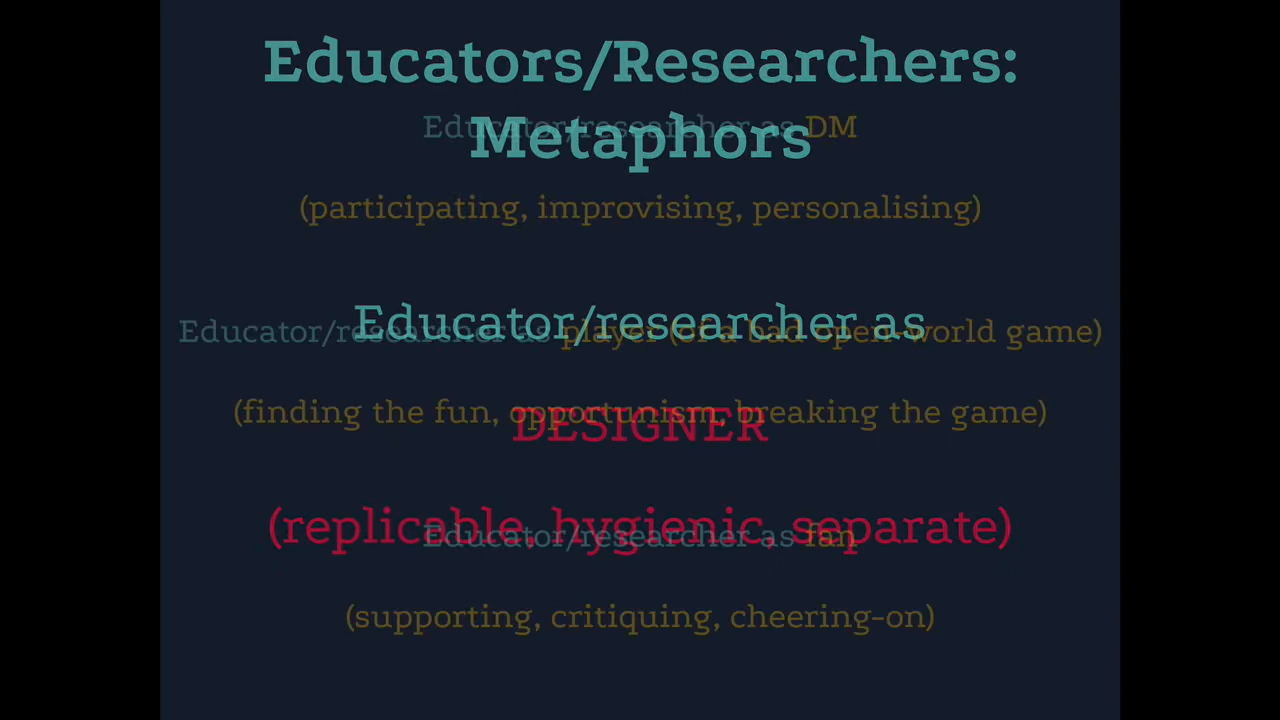 Educators/Researchers:
Metaphors
Educator/researcher as DM
(participating, improvising, personalising)
Educator/researcher as
Educator/researcher as player (of a bad open-world game)
(finding the fun, opportunism, breaking the game)
DESIGNER
(replicable, hygienic, separate)
Educator/researcher as fan
(supporting, critiquing, cheering-on)